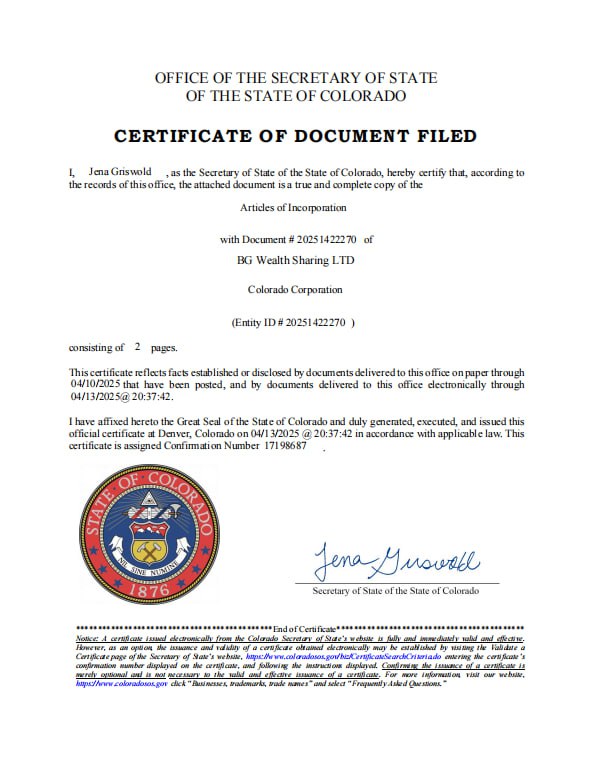 OFFICE OF THE SECRETARY OF STATE
OF THE STATE OF COLORADO
CERTIFICATE OF DOCUMENT FILED
I, Jena Griswold , as the Secretary of State of the State of Colorado, hereby certify that, according to
the records of this office, the attached document is a true and complete copy of the
Articles of Incorporation
with Document # 20251422270 of
BG Wealth Sharing LTD
Colorado Corporation
(Entity ID # 20251422270 )
consisting of 2 pages.
This certificate reflects facts established or disclosed by documents delivered to this office on paper through
04/10/2025 that have been posted, and by documents delivered to this office electronically through
04/13/2025@ 20:37:42.
I have affixed hereto the Great Seal of the State of Colorado and duly generated, executed, and issued this
official certificate at Denver, Colorado on 04/13/2025 @ 20:37:42 in accordance with applicable law. This
certificate is assigned Confirmation Number 17198687 .
STATE OF COLORADO
NIL SINE NUMINE
1876
Jena Griswold
Secretary of State of the State of Colorado
*********************************************End of Certificate*******************************************
Notice: A certificate issued electronically from the Colorado Secretary of State's website is fully and immediately valid and effective.
However, as an option, the issuance and validity of a certificate obtained electronically may be established by visiting the Validate a
Certificate page of the Secretary of State's website, https://www.coloradosos.gov/biz/CertificateSearchCriteria.do entering the certificate's
confirmation number displayed on the certificate, and following the instructions displayed. Confirming the issuance of a certificate is
merely optional and is not necessary to the valid and effective issuance of a certificate. For more information, visit our website,
https://www.coloradosos.gov click "Businesses, trademarks, trade names" and select "Frequently Asked Questions."